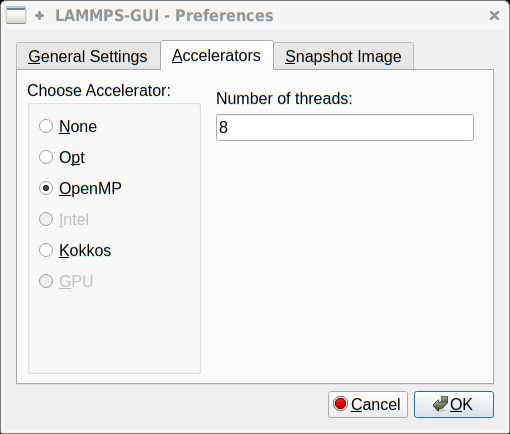 LAMMPS-GUI - Preferences
General Settings
Accelerators
Snapshot Image
Choose Accelerator:
Number of threads:
None
8
Opt
OpenMP
Intel
Kokkos
GPU
Cancel
OK